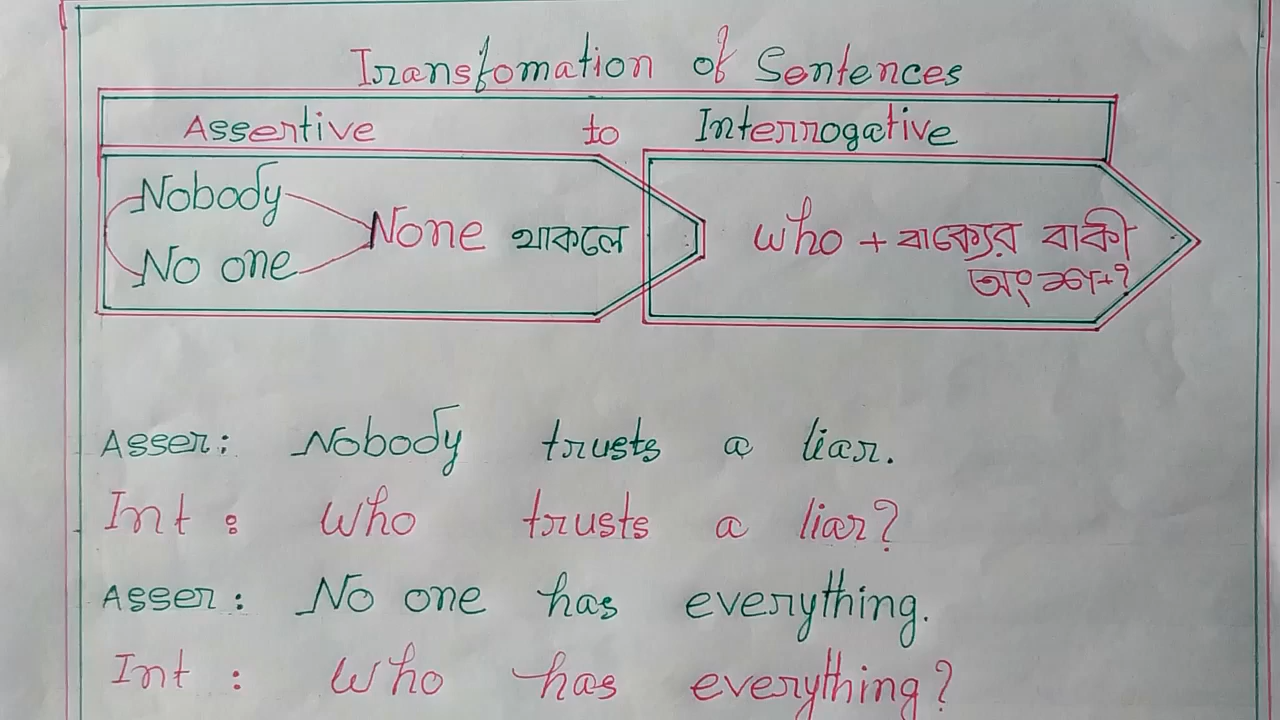 Transfomation of Sentences
Assertive to Interrogative
Nobody
No one
None থাকলে
who + বাক্যের বাকী
অংশ+?
Asser: Nobody trusts a liar.
Int : Who trusts a liar?
Asser: No one has everything.
Int : Who has everything?